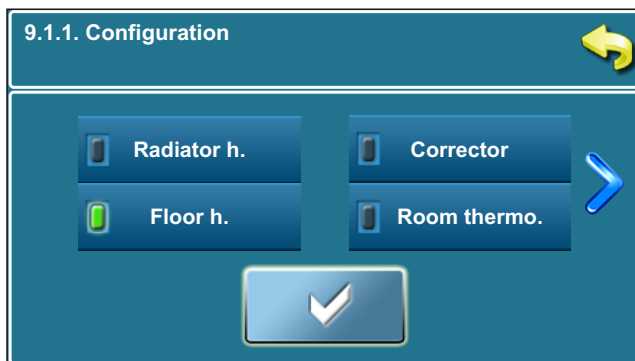 9.1.1. Configuration
Radiator h.
Corrector
Floor h.
Room thermo.